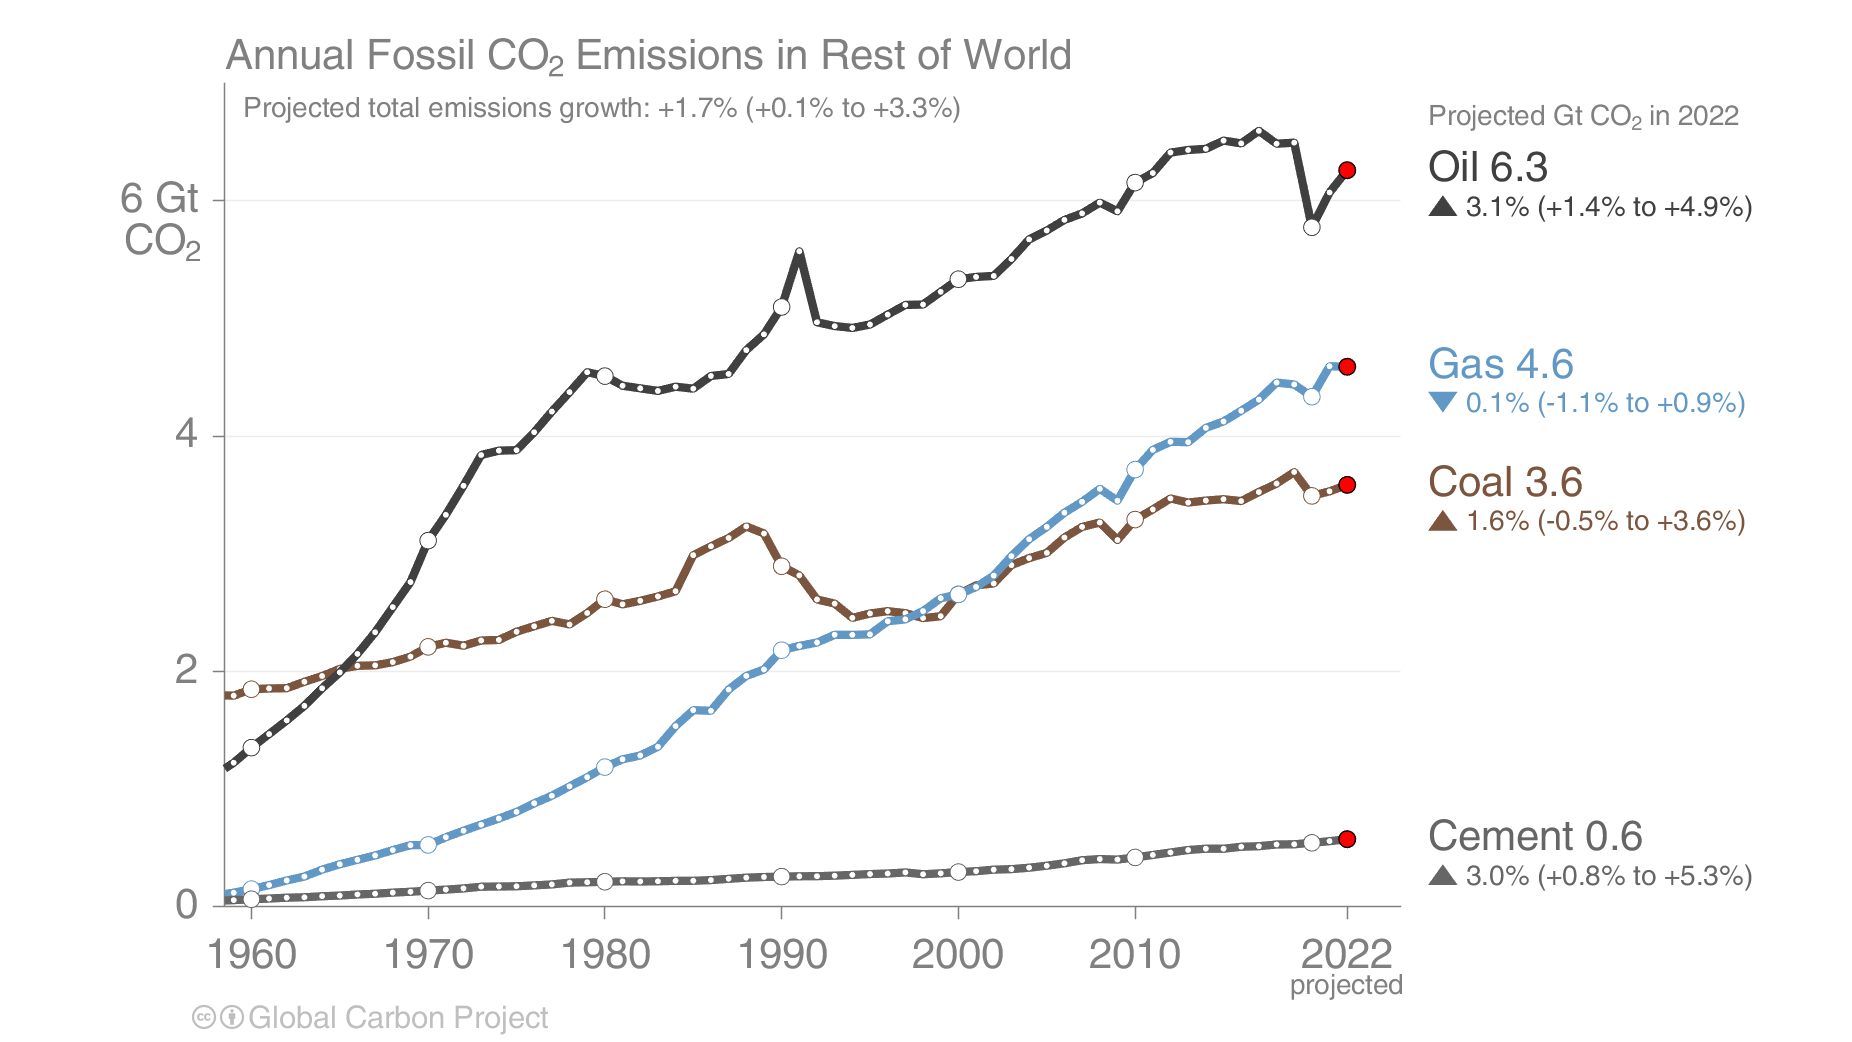 Annual Fossil CO₂ Emissions in Rest of World
Projected total emissions growth: +1.7% (+0.1% to +3.3%)
Projected Gt CO₂ in 2022
Oil 6.3
▲ 3.1% (+1.4% to +4.9%)
Gas 4.6
▼ 0.1% (-1.1% to +0.9%)
Coal 3.6
▲ 1.6% (-0.5% to +3.6%)
Cement 0.6
▲ 3.0% (+0.8% to +5.3%)
6 Gt
CO₂
4
2
0
1960 1970 1980 1990 2000 2010 2022
projected
cc Global Carbon Project